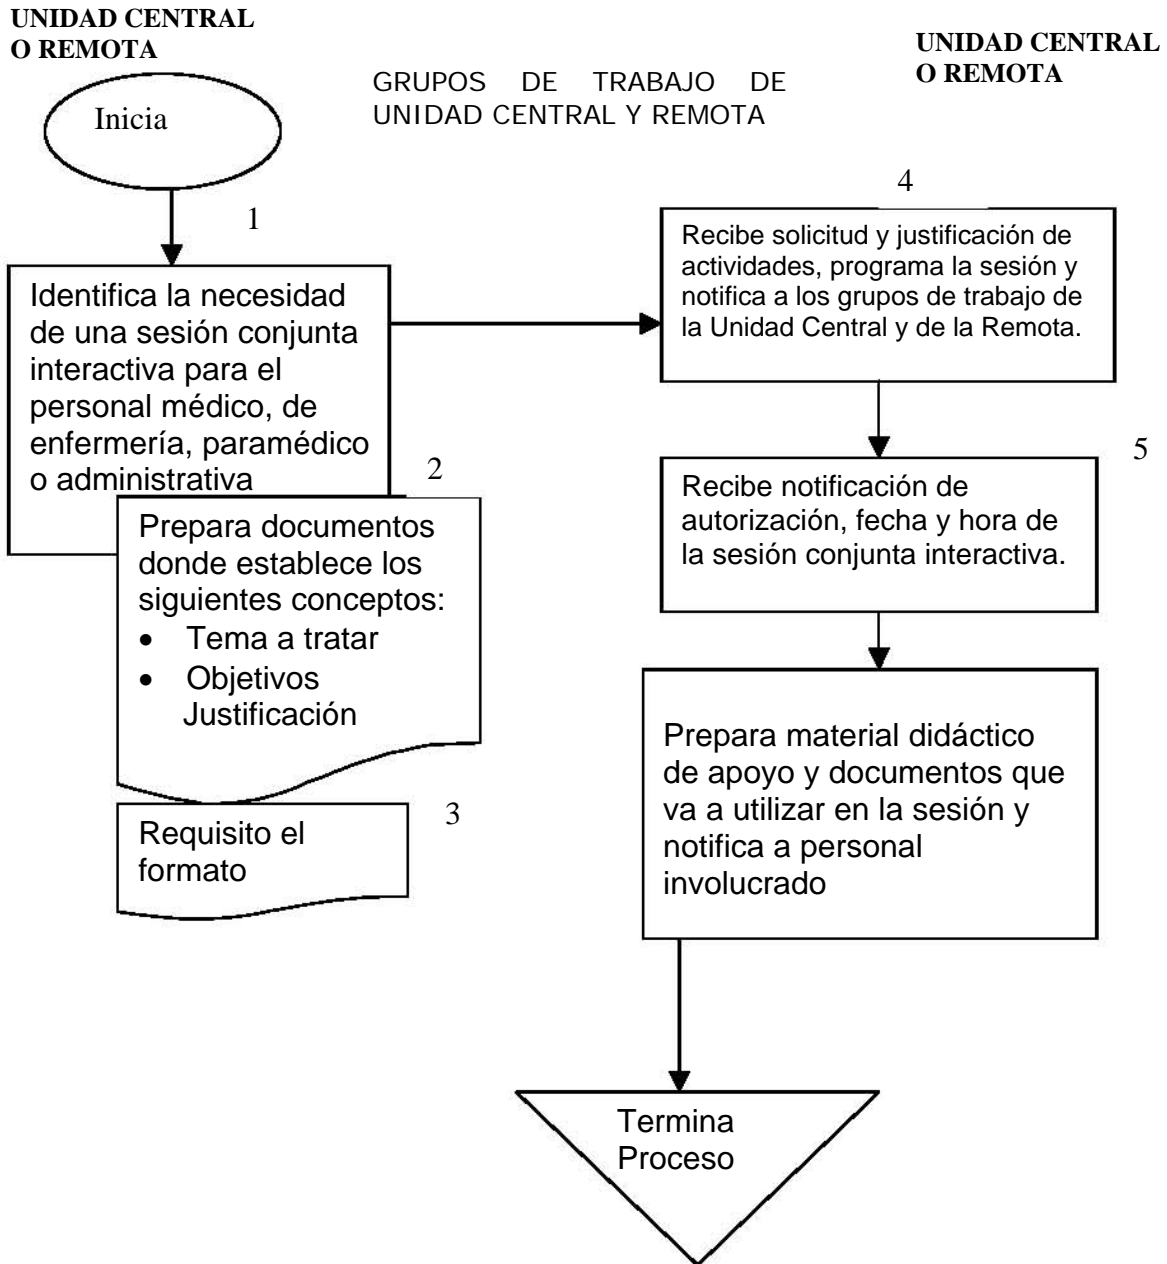 UNIDAD CENTRAL
O REMOTA
GRUPOS DE TRABAJO DE
UNIDAD CENTRAL Y REMOTA
UNIDAD CENTRAL
O REMOTA
Inicia
1
Identifica la necesidad
de una sesión conjunta
interactiva para el
personal médico, de
enfermería, paramédico
o administrativa
2
Prepara documentos
donde establece los
siguientes conceptos:
• Tema a tratar
• Objetivos
Justificación
3
Requisito el
formato
4
Recibe solicitud y justificación de
actividades, programa la sesión y
notifica a los grupos de trabajo de
la Unidad Central y de la Remota.
5
Recibe notificación de
autorización, fecha y hora de
la sesión conjunta interactiva.
Prepara material didáctico
de apoyo y documentos que
va a utilizar en la sesión y
notifica a personal
involucrado
Termina
Proceso